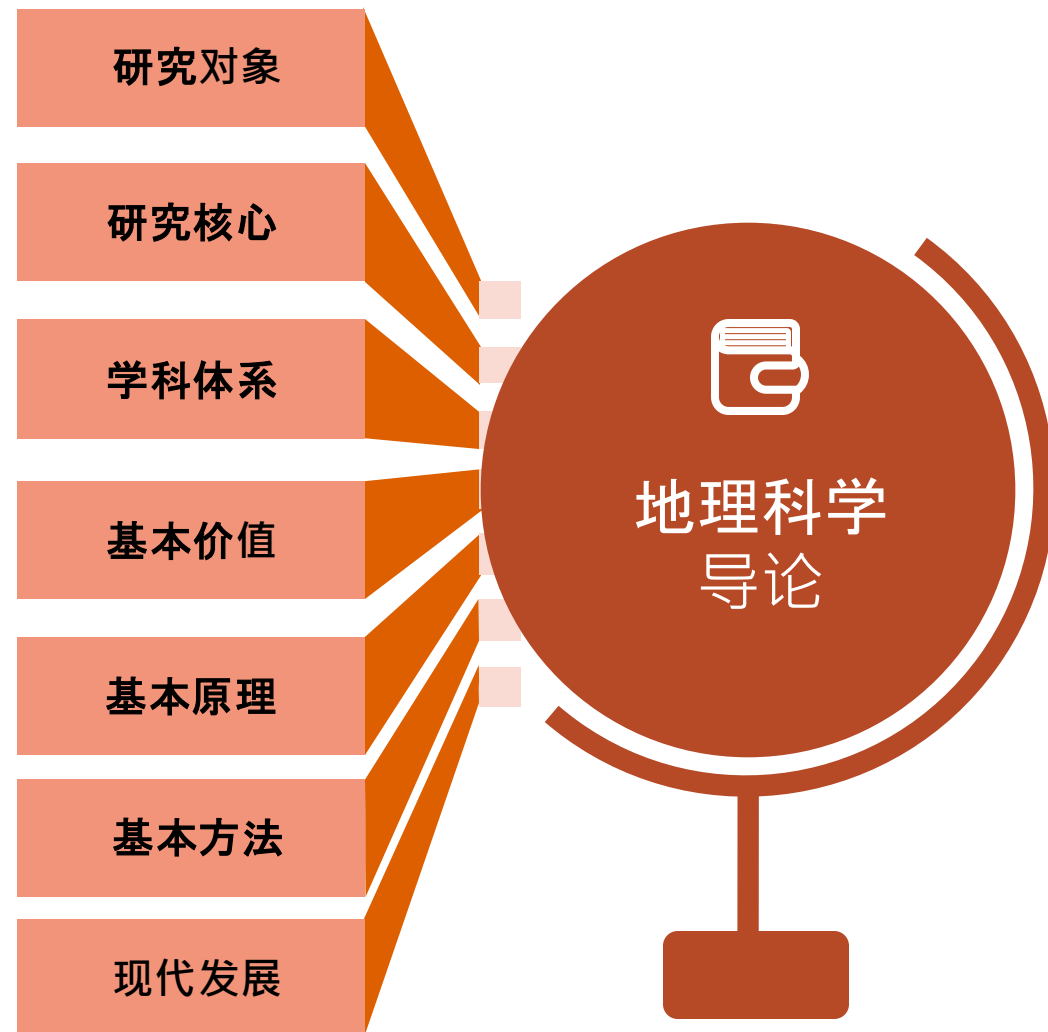 研究对象
研究核心
学科体系
基本价值
基本原理
基本方法
现代发展
地理科学
导论